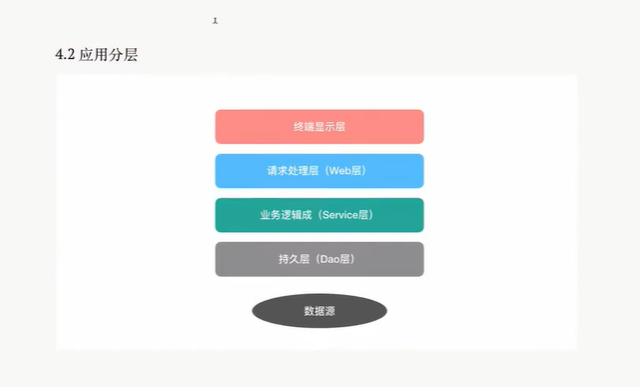 4.2 应用分层
终端显示层
请求处理层（Web层）
业务逻辑成（Service层）
持久层（Dao层）
数据源